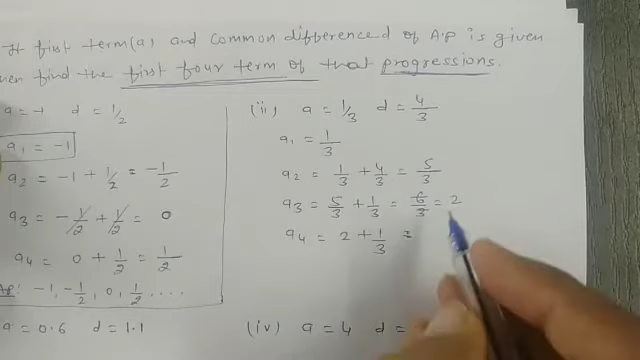 If first term(a) and common difference d of A.P is given
then find the first four term of that progressions.
a = -1 d = 1/2
a1 = -1
a2 = -1 + 1/2 = -1/2
a3 = -1/2 + 1/2 = 0
a4 = 0 + 1/2 = 1/2
AP: -1, -1/2, 0, 1/2 ....
a = 0.6 d = 1.1
(ii) a = 1/3 d = 4/3
a1 = 1/3
a2 = 1/3 + 4/3 = 5/3
a3 = 5/3 + 1/3 = 6/3 = 2
a4 = 2 + 1/3 =
(iv) a = 4 d =